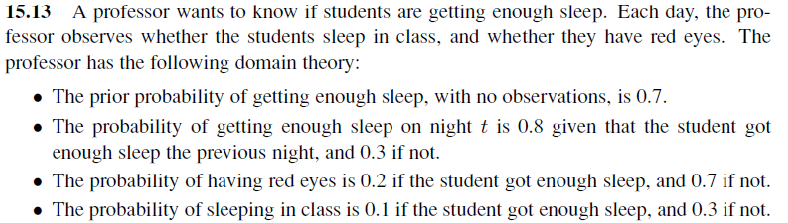 15.13 A professor wants to know if students are getting enough sleep. Each day, the pro-
fessor observes whether the students sleep in class, and whether they have red eyes. The
professor has the following domain theory:
• The prior probability of getting enough sleep, with no observations, is 0.7.
• The probability of getting enough sleep on night t is 0.8 given that the student got
enough sleep the previous night, and 0.3 if not.
• The probability of having red eyes is 0.2 if the student got enough sleep, and 0.7 if not.
• The probability of sleeping in class is 0.1 if the student got enough sleep, and 0.3 if not.